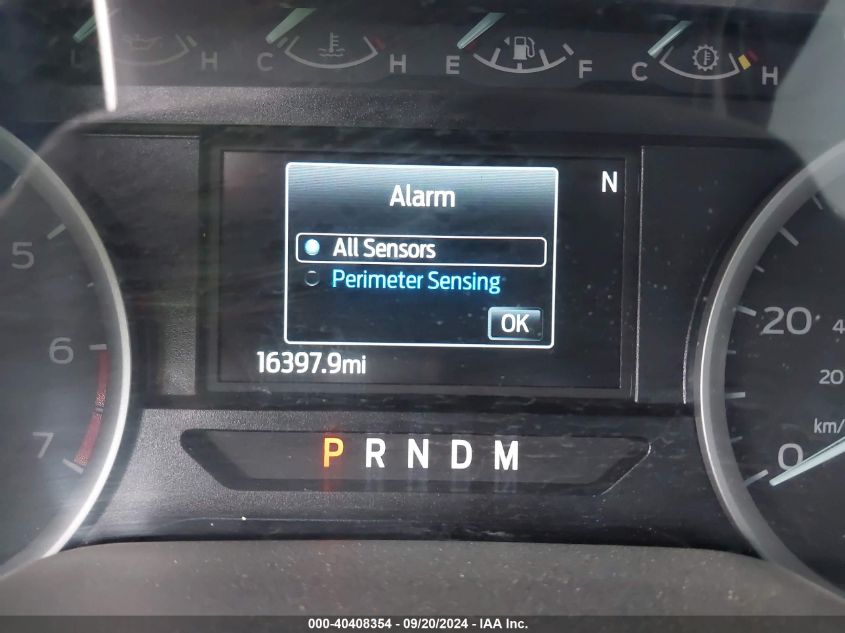 L H C H E F C H
Alarm
N
All Sensors
Perimeter Sensing
OK
16397.9mi
5
6
7
P R N D M
20
4
20
km/
0
000-40408354 / 09/20/2024 - IAA Inc.